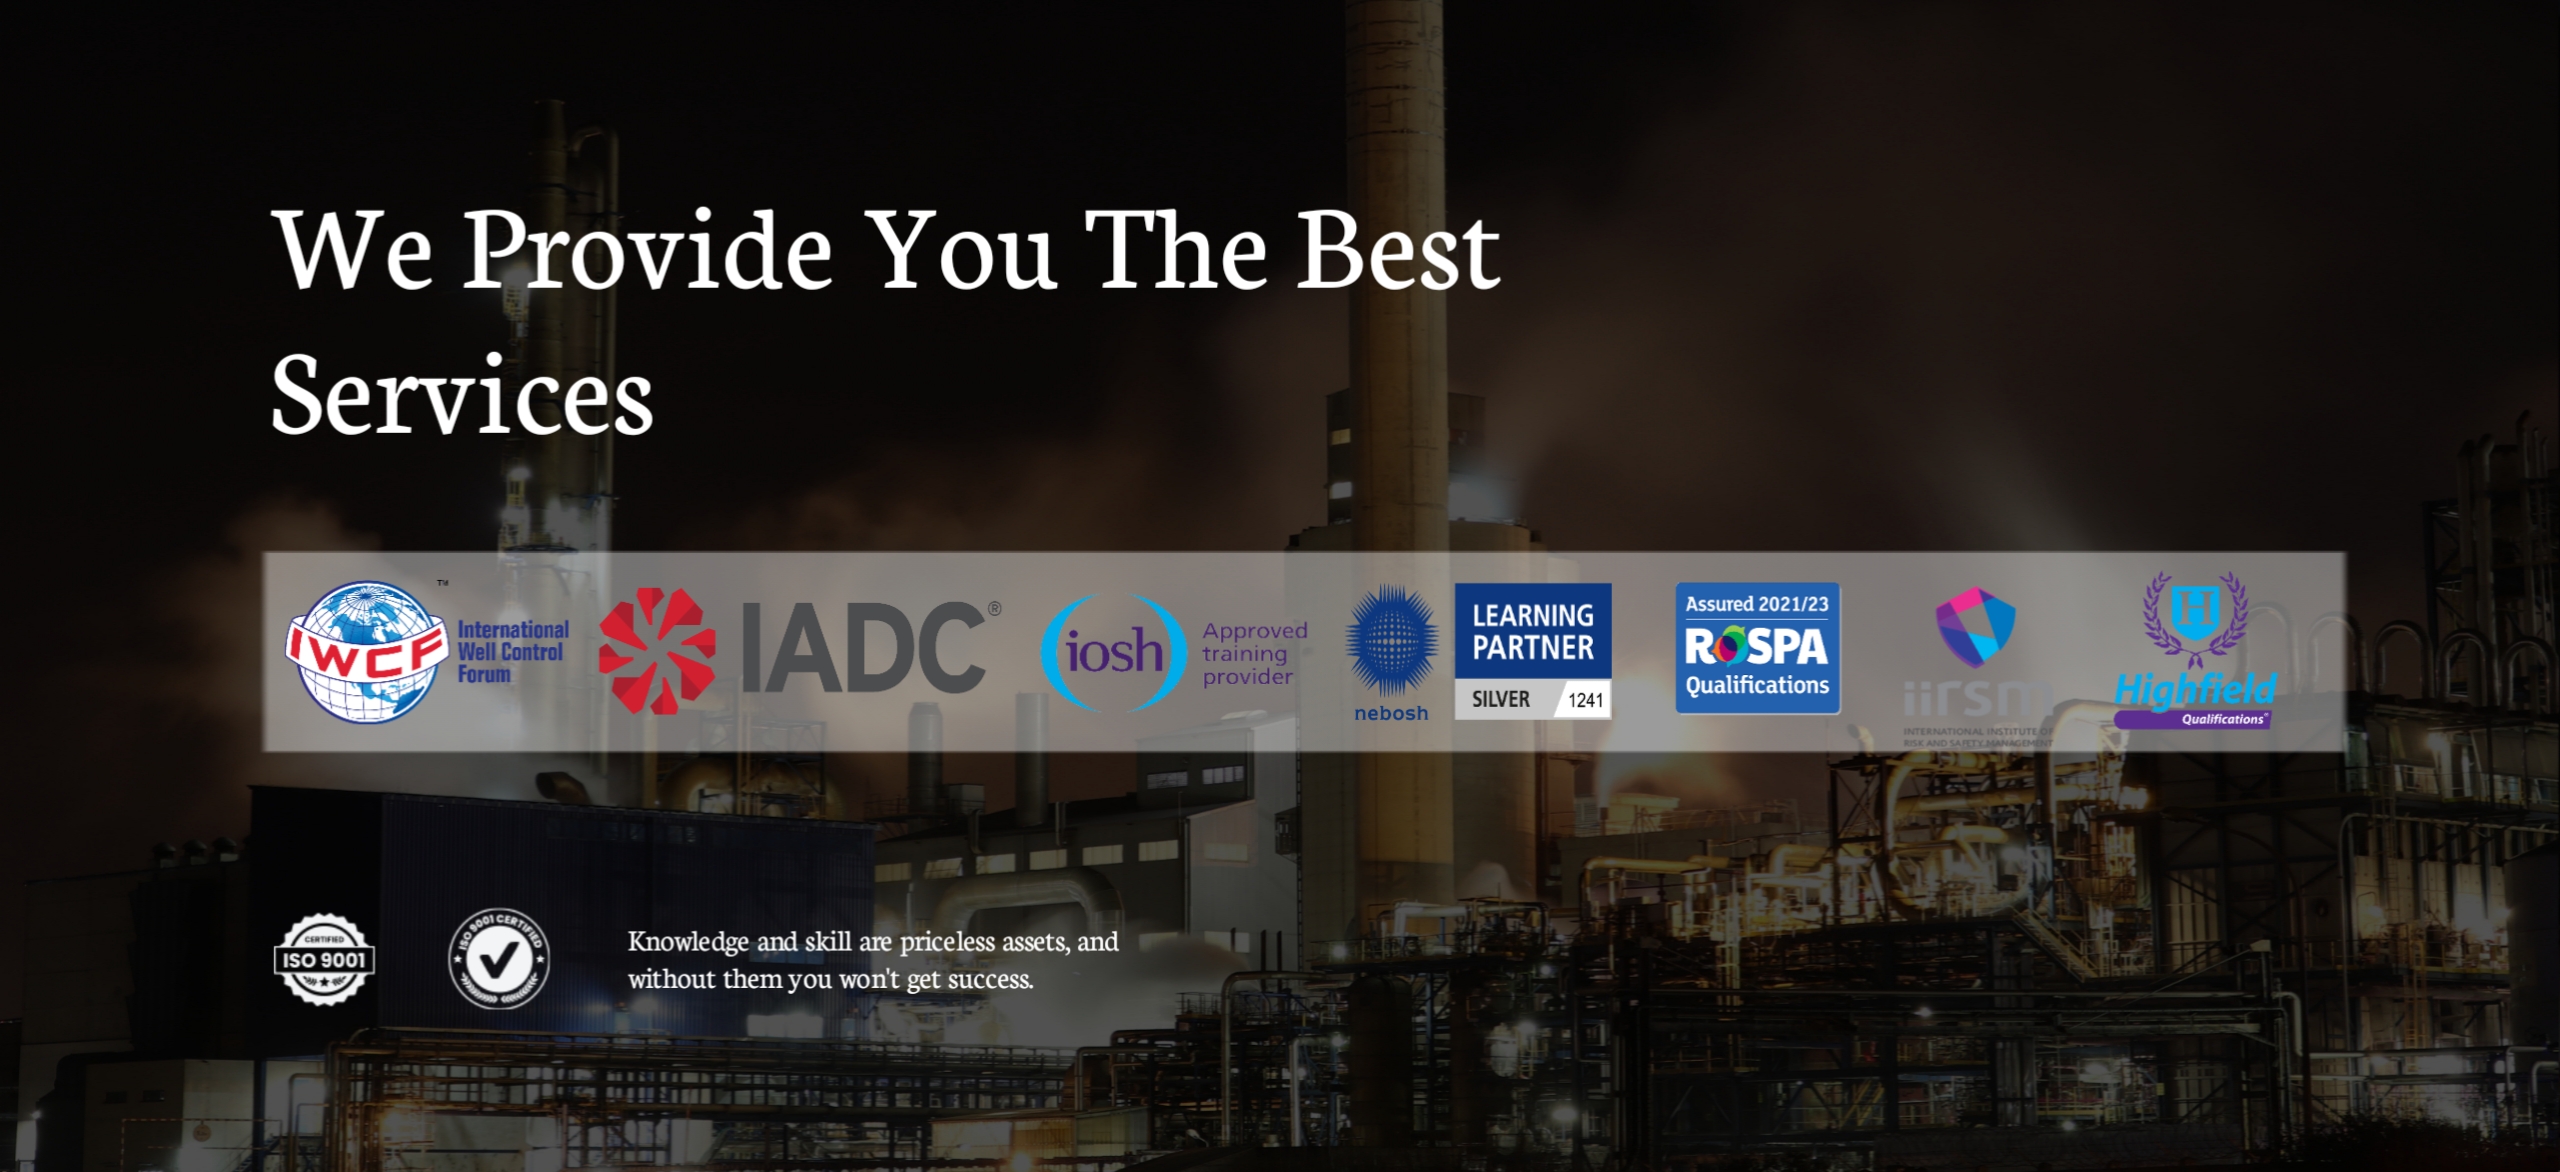 We Provide You The Best
Services
IWCF
TM
International
Well Control
Forum
IADC®
iosh
Approved
training
provider
nebosh
LEARNING
PARTNER
SILVER 1241
Assured 2021/23
RoSPA
Qualifications
iirsm
INTERNATIONAL INSTITUTE OF
RISK AND SAFETY MANAGEMENT
H
Highfield
Qualifications®
CERTIFIED
ISO 9001
ISO 9001 CERTIFIED
Knowledge and skill are priceless assets, and
without them you won't get success.